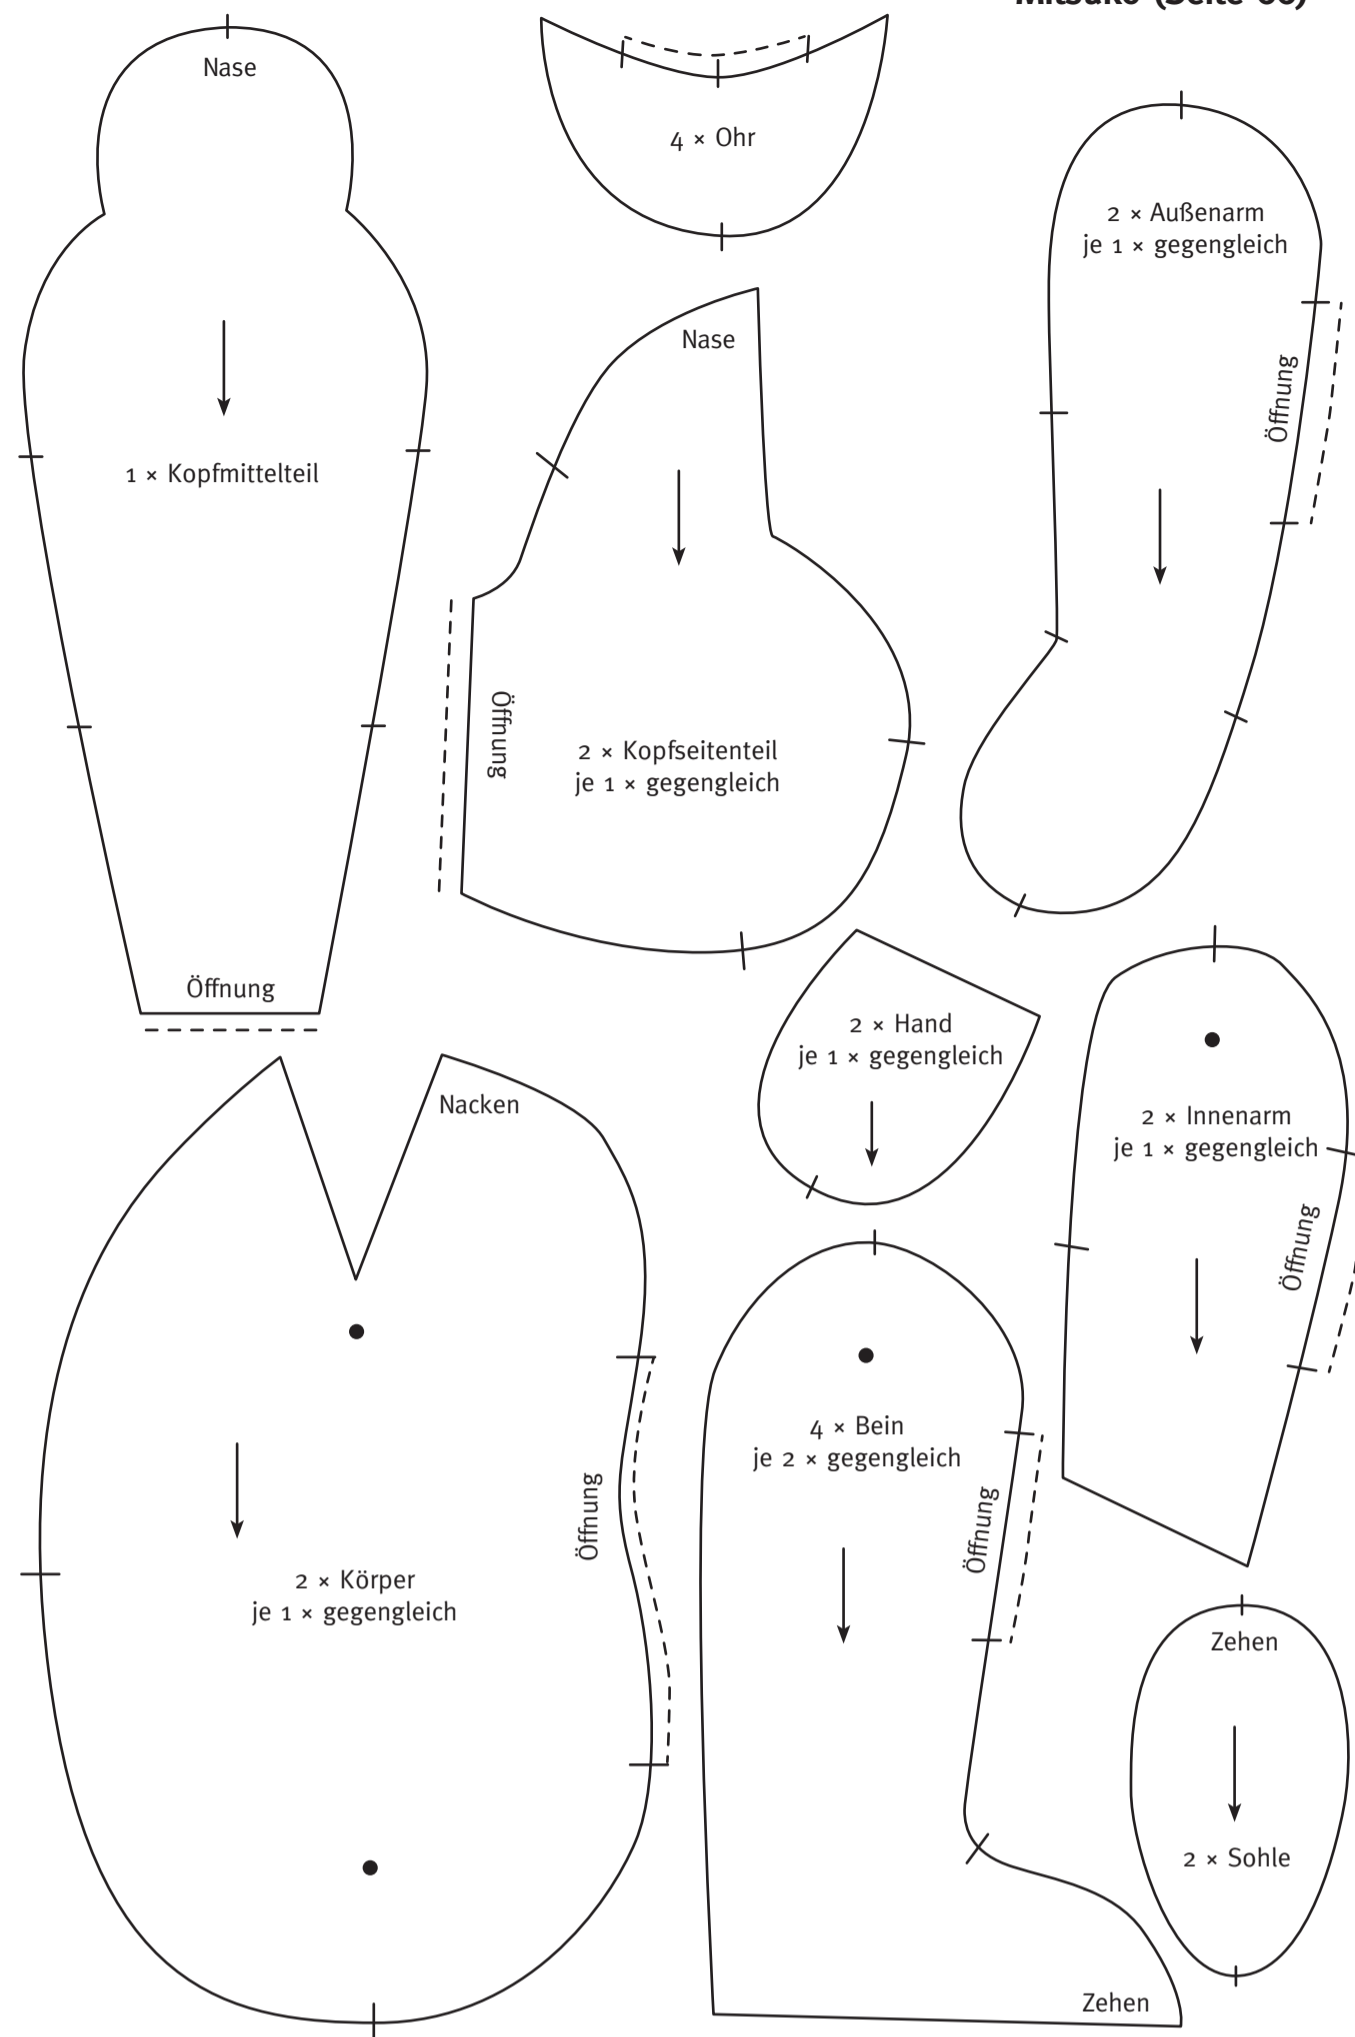 Mitsuko (Seite
Nase
4 × Ohr
2 × Außenarm
je 1 × gegengleich
Nase
Öffnung
1 × Kopfmittelteil
Öffnung
2 × Kopfseitenteil
je 1 × gegengleich
Öffnung
2 × Hand
je 1 × gegengleich
Nacken
2 × Innenarm
je 1 × gegengleich
Öffnung
4 × Bein
je 2 × gegengleich
Öffnung
Öffnung
2 × Körper
je 1 × gegengleich
Zehen
2 × Sohle
Zehen